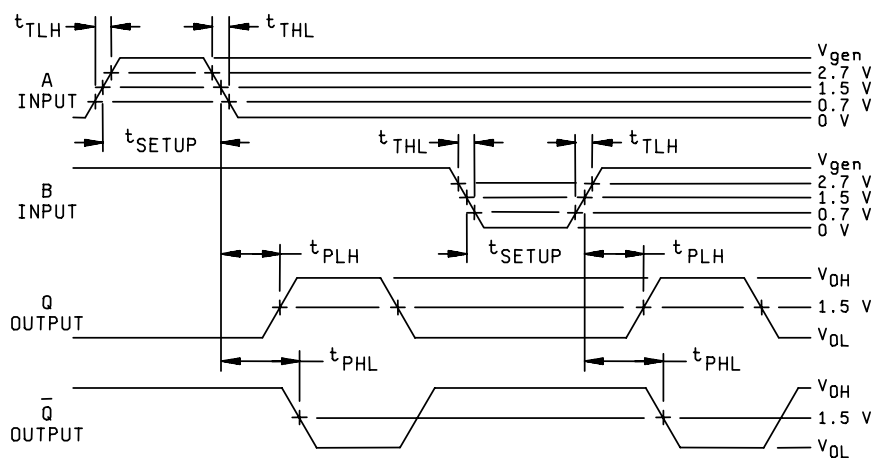 tTLH
tTHL
A
INPUT
Vgen
2.7 V
1.5 V
0.7 V
0 V
tSETUP
tTHL
tTLH
B
INPUT
Vgen
2.7 V
1.5 V
0.7 V
0 V
tPLH
tSETUP
tPLH
Q
OUTPUT
VOH
1.5 V
VOL
tPHL
tPHL
Q̅
OUTPUT
VOH
1.5 V
VOL